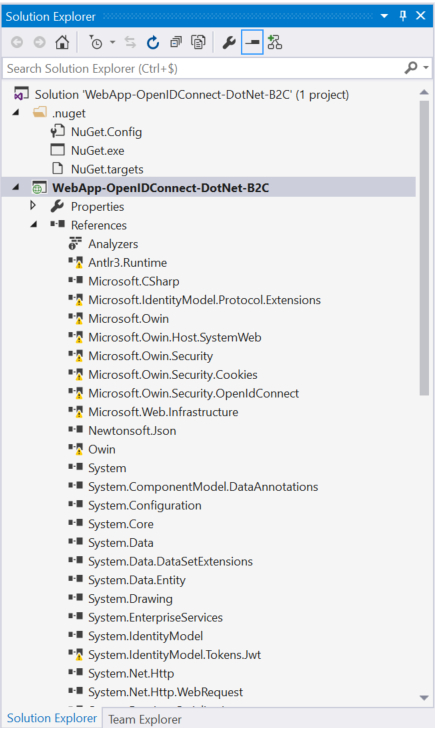 Solution Explorer
Search Solution Explorer (Ctrl+$)
Solution 'WebApp-OpenIDConnect-DotNet-B2C' (1 project)
.nuget
NuGet.Config
NuGet.exe
NuGet.targets
WebApp-OpenIDConnect-DotNet-B2C
Properties
References
Analyzers
Antlr3.Runtime
Microsoft.CSharp
Microsoft.IdentityModel.Protocol.Extensions
Microsoft.Owin
Microsoft.Owin.Host.SystemWeb
Microsoft.Owin.Security
Microsoft.Owin.Security.Cookies
Microsoft.Owin.Security.OpenIdConnect
Microsoft.Web.Infrastructure
Newtonsoft.Json
Owin
System
System.ComponentModel.DataAnnotations
System.Configuration
System.Core
System.Data
System.Data.DataSetExtensions
System.Data.Entity
System.Drawing
System.EnterpriseServices
System.IdentityModel
System.IdentityModel.Tokens.Jwt
System.Net.Http
System.Net.Http.WebRequest
Solution Explorer Team Explorer